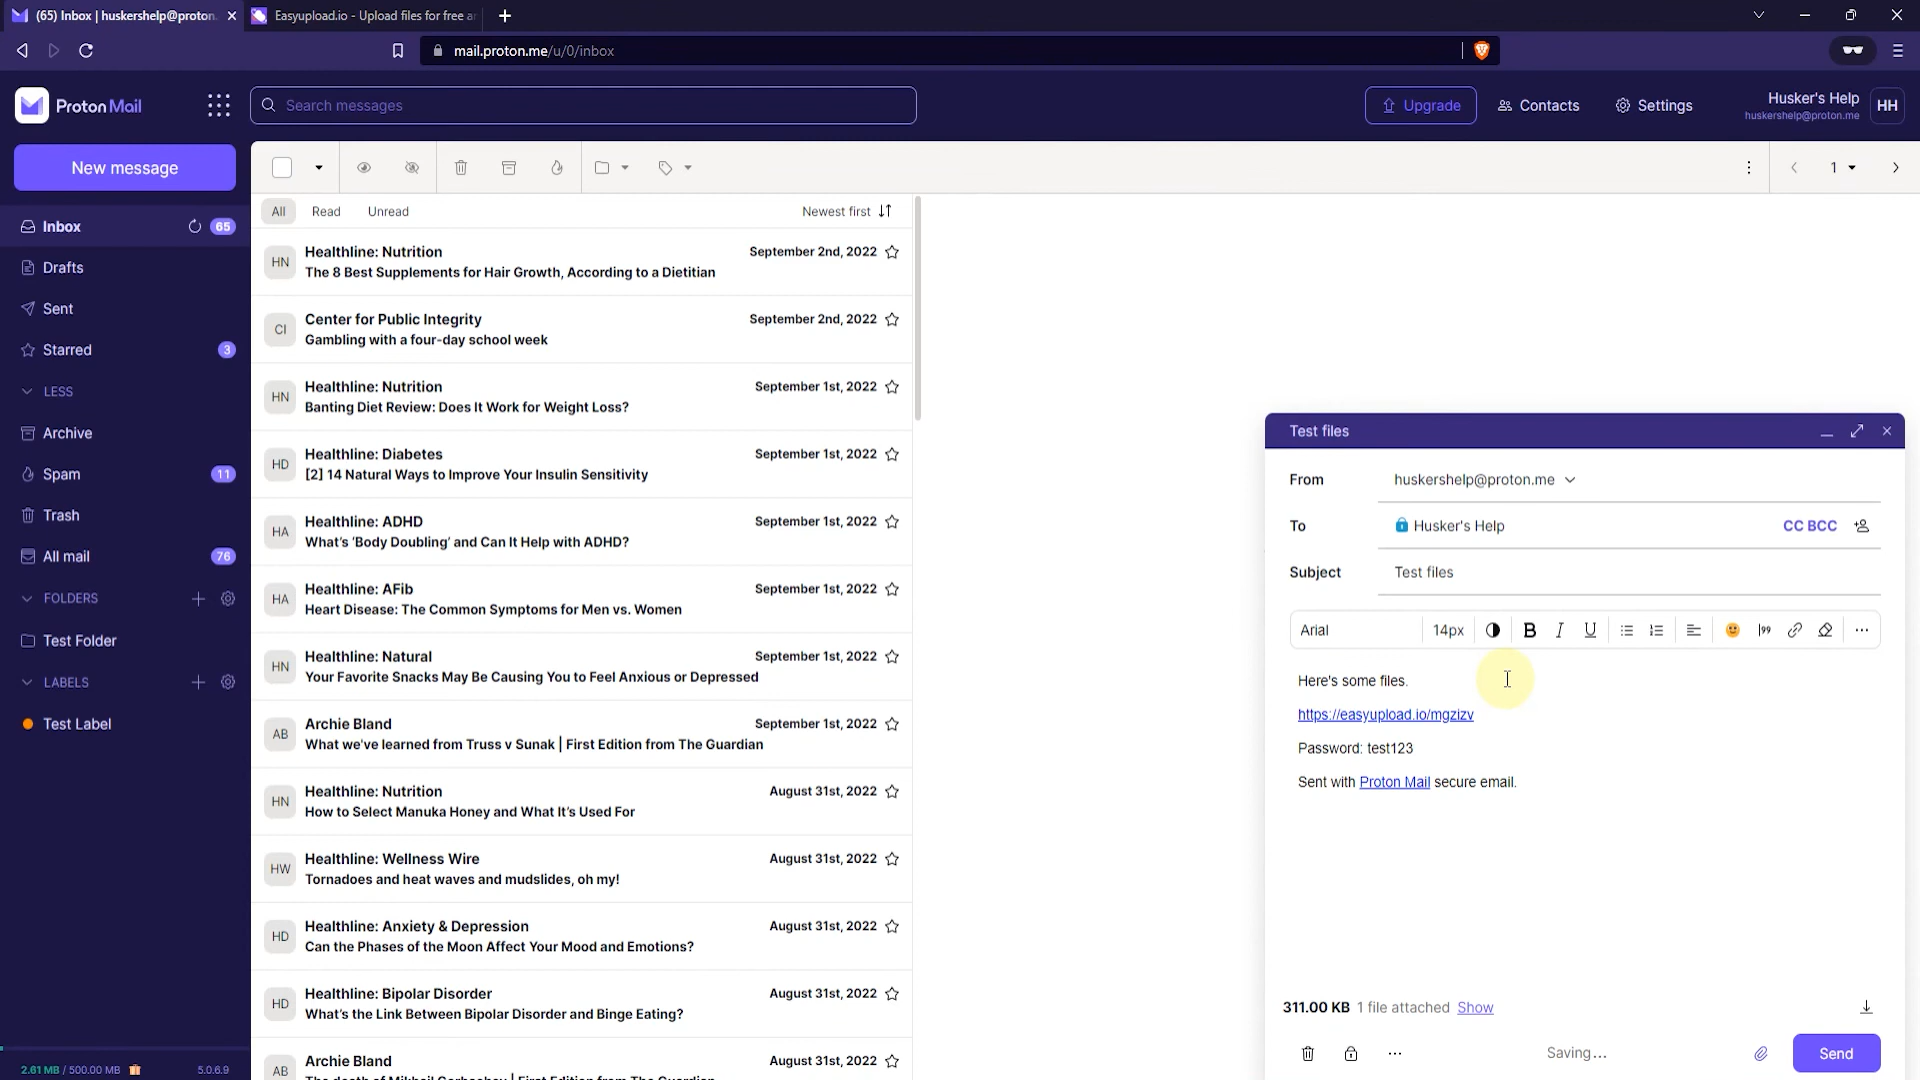 (65) Inbox | huskershelp@proton.
Easyupload.io - Upload files for free a
mail.proton.me/u/0/inbox
Proton Mail
Search messages
Upgrade
Contacts
Settings
Husker's Help
huskershelp@proton.me
HH
New message
1
Inbox
65
Drafts
Sent
Starred
3
LESS
Archive
Spam
11
Trash
All mail
76
FOLDERS
Test Folder
LABELS
Test Label
2.61 MB / 500.00 MB
5.0.6.9
All
Read
Unread
Newest first
HN
Healthline: Nutrition
September 2nd, 2022
The 8 Best Supplements for Hair Growth, According to a Dietitian
CI
Center for Public Integrity
September 2nd, 2022
Gambling with a four-day school week
HN
Healthline: Nutrition
September 1st, 2022
Banting Diet Review: Does It Work for Weight Loss?
HD
Healthline: Diabetes
September 1st, 2022
[2] 14 Natural Ways to Improve Your Insulin Sensitivity
HA
Healthline: ADHD
September 1st, 2022
What's 'Body Doubling' and Can It Help with ADHD?
HA
Healthline: AFib
September 1st, 2022
Heart Disease: The Common Symptoms for Men vs. Women
HN
Healthline: Natural
September 1st, 2022
Your Favorite Snacks May Be Causing You to Feel Anxious or Depressed
AB
Archie Bland
September 1st, 2022
What we've learned from Truss v Sunak | First Edition from The Guardian
HN
Healthline: Nutrition
August 31st, 2022
How to Select Manuka Honey and What It's Used For
HW
Healthline: Wellness Wire
August 31st, 2022
Tornadoes and heat waves and mudslides, oh my!
HD
Healthline: Anxiety & Depression
August 31st, 2022
Can the Phases of the Moon Affect Your Mood and Emotions?
HD
Healthline: Bipolar Disorder
August 31st, 2022
What's the Link Between Bipolar Disorder and Binge Eating?
AB
Archie Bland
August 31st, 2022
Test files
From
huskershelp@proton.me
To
Husker's Help
CC BCC
Subject
Test files
Arial
14px
B I U
Here's some files.
https://easyupload.io/mgzizv
Password: test123
Sent with Proton Mail secure email.
311.00 KB 1 file attached Show
Saving...
Send